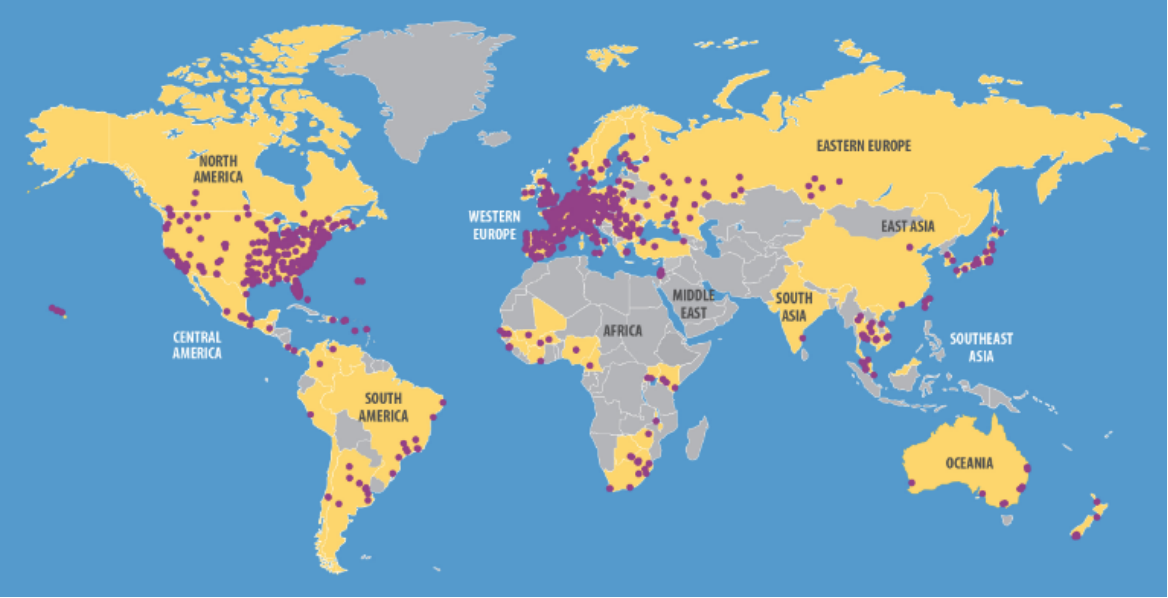 NORTH
AMERICA
EASTERN EUROPE
WESTERN
EUROPE
EAST ASIA
MIDDLE
EAST
SOUTH
ASIA
AFRICA
CENTRAL
AMERICA
SOUTHEAST
ASIA
SOUTH
AMERICA
OCEANIA